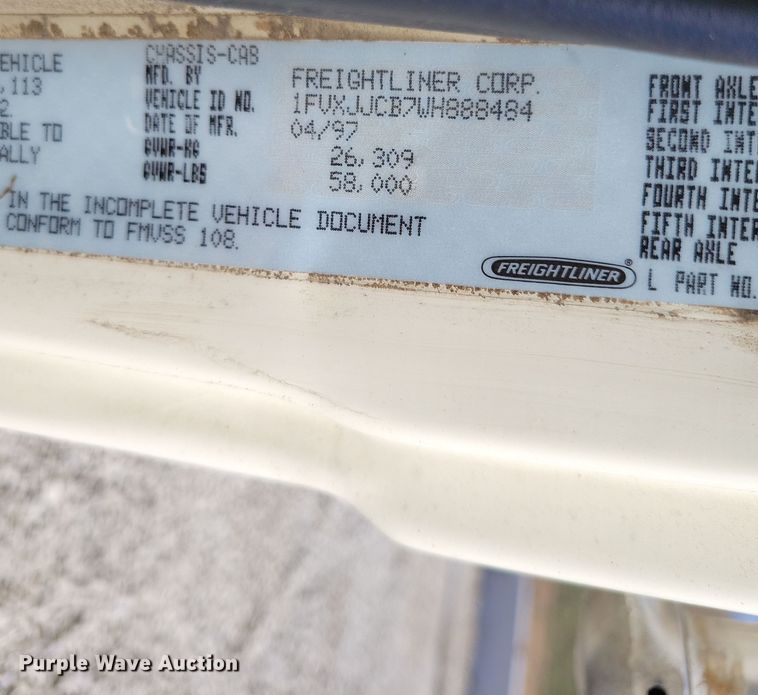 EHICLE
,113
2.
BLE TO
ALLY
CHASSIS-CAB
MFD. BY FREIGHTLINER CORP.
VEHICLE ID NO. 1FVXJJCB7WH888484
DATE OF MFR. 04/97
GVWR-KG 26,309
GVWR-LBS 58,000
IN THE INCOMPLETE VEHICLE DOCUMENT
CONFORM TO FMVSS 108.
FRONT AXLE
FIRST INTE
SECOND INT
THIRD INTE
FOURTH INTE
FIFTH INTER
REAR AXLE
FREIGHTLINER®
L PART NO.
Purple Wave Auction